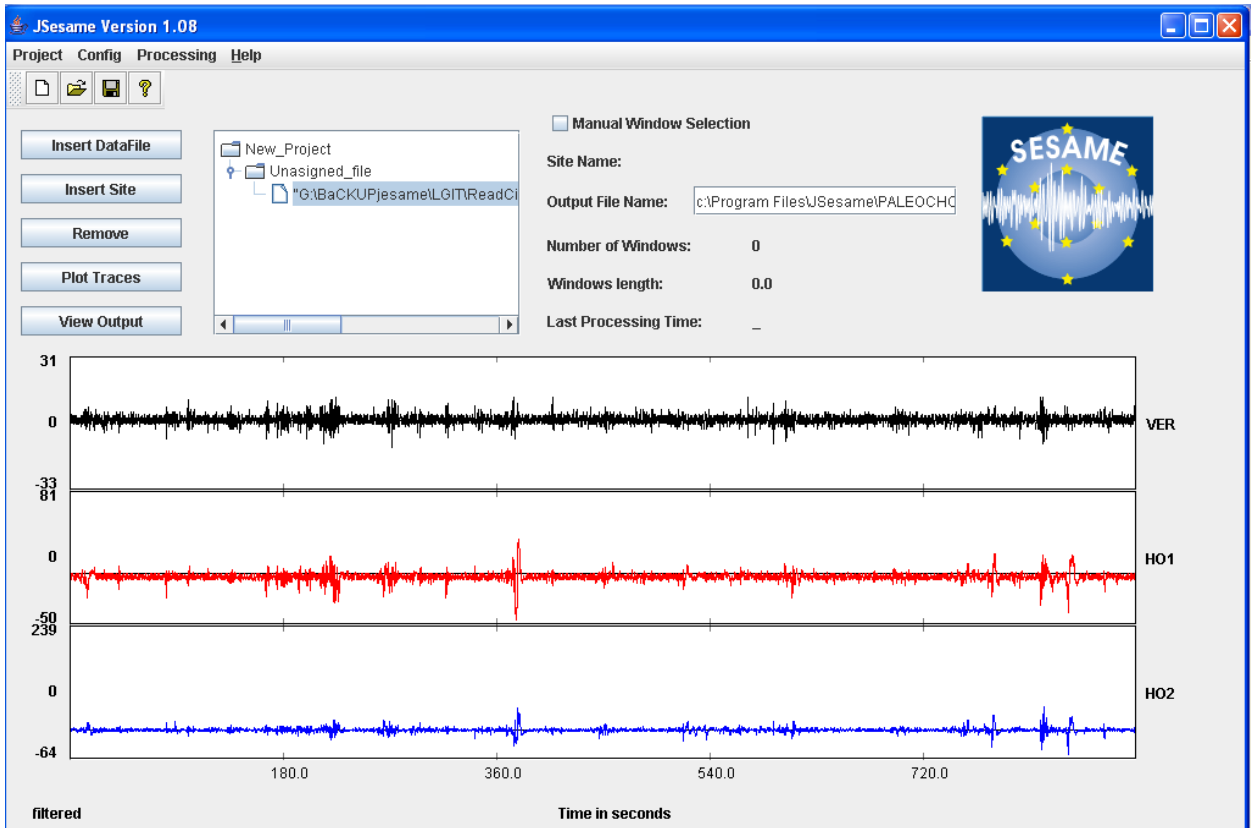 JSesame Version 1.08
Project Config Processing Help
Insert DataFile
Insert Site
Remove
Plot Traces
View Output
New_Project
Unasigned_file
"G:\BaCKUPjesame\LGIT\ReadCi
Manual Window Selection
Site Name:
Output File Name: c:\Program Files\JSesame\PALEOCHO
Number of Windows: 0
Windows length: 0.0
Last Processing Time: _
SESAME
31
0
-33
VER
81
0
-50
HO1
239
0
-64
HO2
180.0 360.0 540.0 720.0
filtered Time in seconds